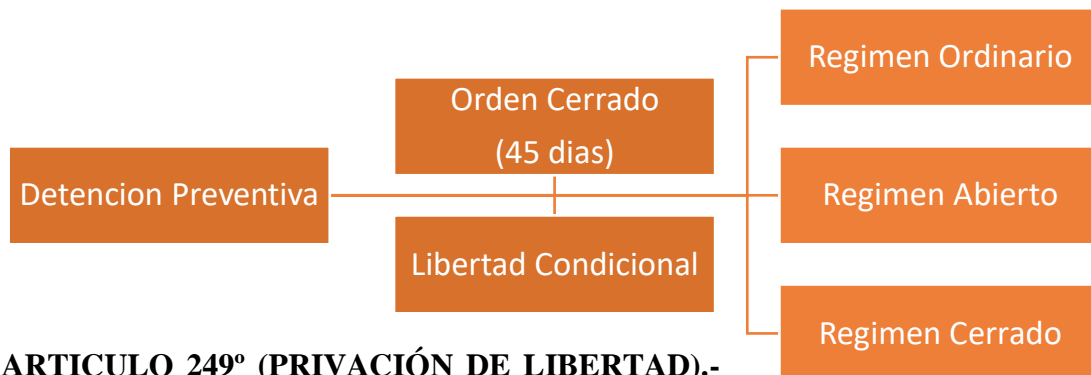 Detencion Preventiva
Orden Cerrado
(45 dias)
Libertad Condicional
Regimen Ordinario
Regimen Abierto
Regimen Cerrado
ARTICULO 249º (PRIVACIÓN DE LIBERTAD).-